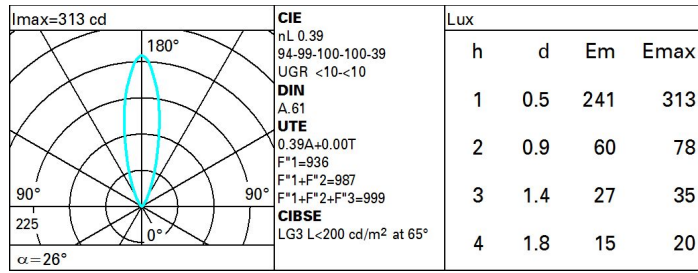 Imax=313 cd
180°
90°
90°
225
0°
α=26°
CIE
nL 0.39
94-99-100-100-39
UGR <10-<10
DIN
A.61
UTE
0.39A+0.00T
F"1=936
F"1+F"2=987
F"1+F"2+F"3=999
CIBSE
LG3 L<200 cd/m² at 65°
Lux
h d Em Emax
1 0.5 241 313
2 0.9 60 78
3 1.4 27 35
4 1.8 15 20